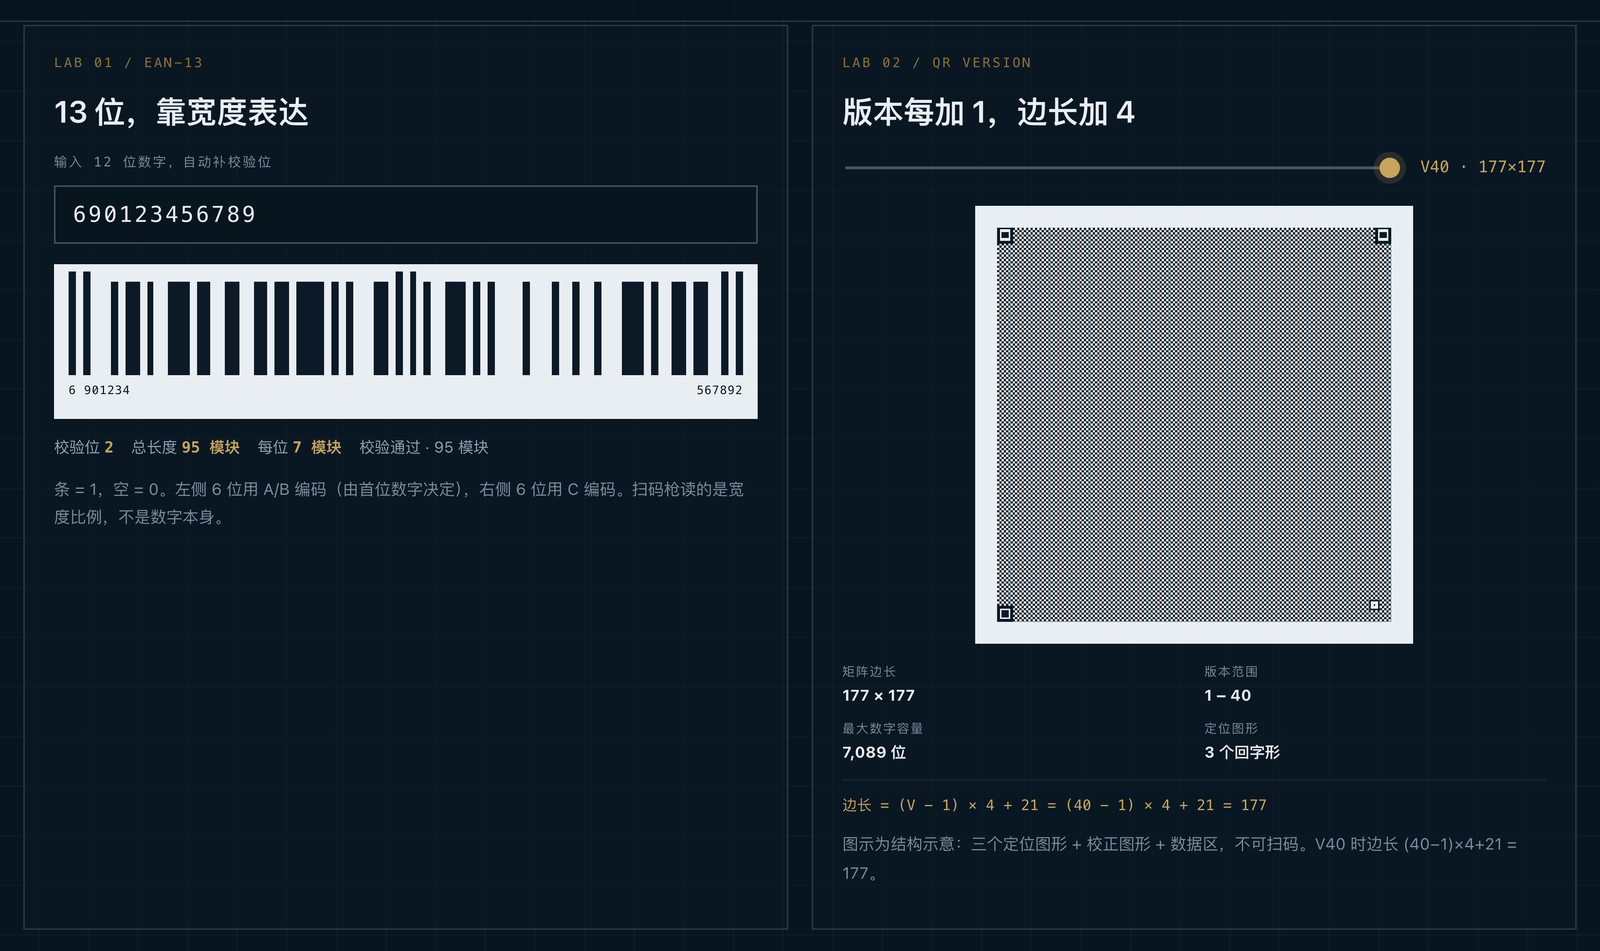 LAB 01 / EAN-13
13 位，靠宽度表达
输入 12 位数字，自动补校验位
690123456789
6 901234 567892
校验位 2 总长度 95 模块 每位 7 模块 校验通过 · 95 模块
条 = 1，空 = 0。左侧 6 位用 A/B 编码（由首位数字决定），右侧 6 位用 C 编码。扫码枪读的是宽
度比例，不是数字本身。
LAB 02 / QR VERSION
版本每加 1，边长加 4
V40 · 177×177
矩阵边长
177 × 177
版本范围
1 – 40
最大数字容量
7,089 位
定位图形
3 个回字形
边长 = (V − 1) × 4 + 21 = (40 − 1) × 4 + 21 = 177
图示为结构示意：三个定位图形 + 校正图形 + 数据区，不可扫码。V40 时边长 (40−1)×4+21 =
177。